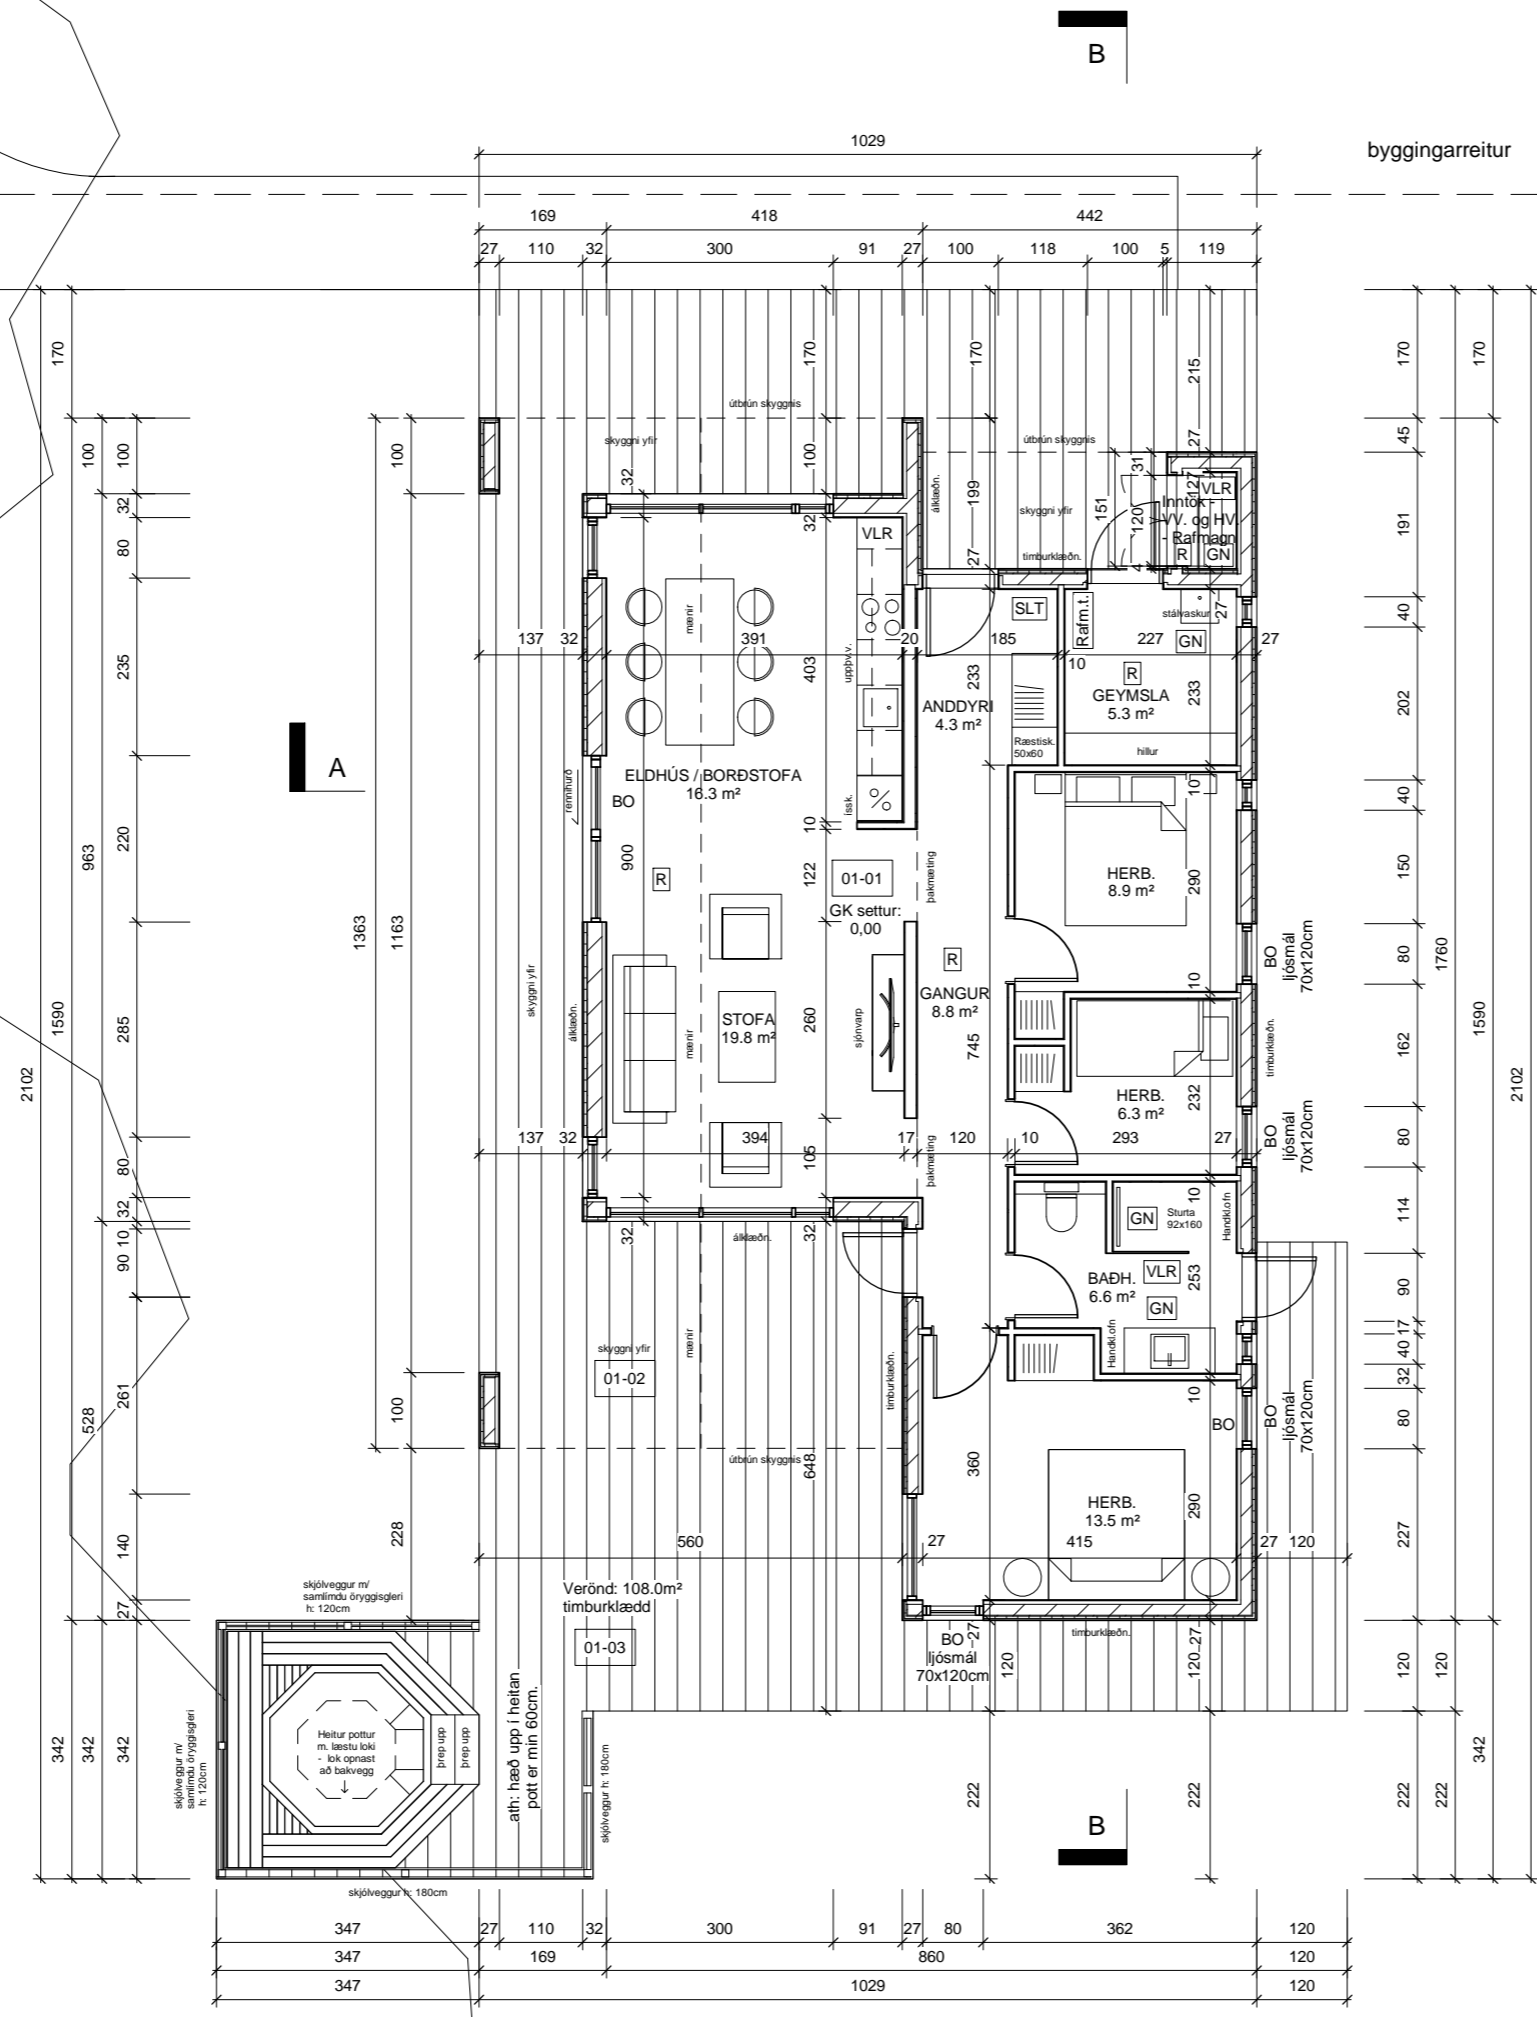 B
byggingarreitur
1029
169 418 442
27 110 32 300 91 27 100 118 100 5 119
170 170 170 215 170 170
útbrún skyggnis
skyggni yfir
útbrún skyggnis
skyggni yfir
timburklæðn.
álklæðn.
100 100 100 32 100 32 199 27 151 31 120 4 27 127 45
VLR
Inntök -
VV. og HV.
- Rafmagn
R GN
32 80 191
VLR
SLT
Rafm.t.
stálvaskur
27
GN
R
40
137 32 391 20 185 10 227 27
mænir
uppþv.v.
403 233 233
235 202
ANDDYRI
4.3 m²
GEYMSLA
5.3 m²
Ræstisk.
50x60
hillur
A
ELDHÚS / BORÐSTOFA
16.3 m²
BO
rennihurð
íssk.
10 10 40
220 963 900 122 290 150
R
01-01
GK settur:
0,00
þakmæting
HERB.
8.9 m²
1363 1163
R
GANGUR
8.8 m²
10
BO
ljósmál
70x120cm
80 1760
skyggni yfir
álklæðn.
mænir
STOFA
19.8 m²
sjónvarp
260 745
1590 285 2102
timburklæðn.
162 1590 2102
HERB.
6.3 m²
232
137 32 394 17 120 10 293 27
105
þakmæting
BO
ljósmál
70x120cm
80 80
32 10 90
32 32
álklæðn.
GN
Sturta
92x160
Handkl.ofn
10 114
BAÐH.
6.6 m²
VLR
253
GN
Handkl.ofn
90 17 40 32
skyggni yfir
01-02
mænir
timburklæðn.
261 528 100
10
BO
BO
ljósmál
70x120cm
80
útbrún skyggnis
648 360 290
HERB.
13.5 m²
140 228 227
560 27 415 27 120
skjólveggur m/
samlímdu öryggisgleri
h: 120cm
Verönd: 108.0m²
timburklædd
27
01-03
BO
ljósmál
70x120cm
27
timburklæðn.
27
120 120 120 120
ath: hæð upp í heitan
pott er min 60cm.
Heitur pottur
m. læstu loki
- lok opnast
að bakvegg
þrep upp
þrep upp
skjólveggur m/
samlímdu öryggisgleri
h: 120cm
skjólveggur h: 180cm
342 342 342 222 222 222 222 342
B
skjólveggur h: 180cm
347 27 110 32 300 91 27 80 362 120
347 169 860 120
347 1029 120